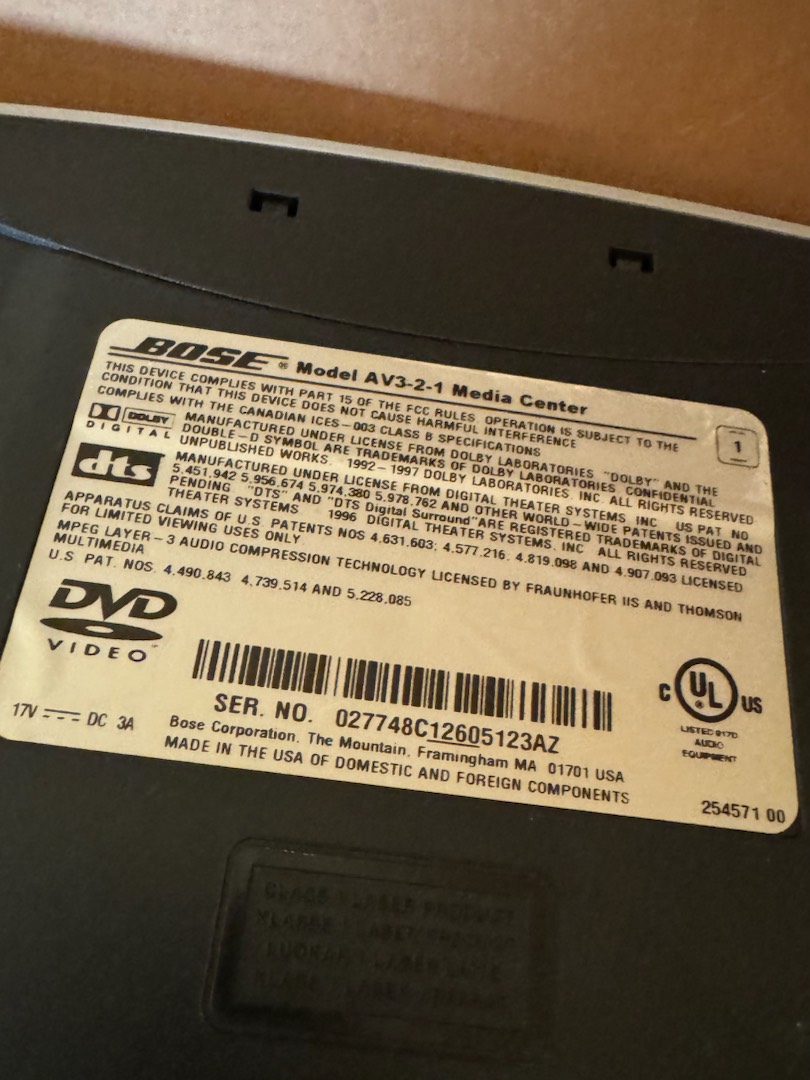 BOSE ® Model AV3-2-1 Media Center
THIS DEVICE COMPLIES WITH PART 15 OF THE FCC RULES. OPERATION IS SUBJECT TO THE
CONDITION THAT THIS DEVICE DOES NOT CAUSE HARMFUL INTERFERENCE
COMPLIES WITH THE CANADIAN ICES-003 CLASS B SPECIFICATIONS
1
DOLBY
DIGITAL
MANUFACTURED UNDER LICENSE FROM DOLBY LABORATORIES "DOLBY" AND THE
DOUBLE-D SYMBOL ARE TRADEMARKS OF DOLBY LABORATORIES. CONFIDENTIAL
UNPUBLISHED WORKS. 1992-1997 DOLBY LABORATORIES INC ALL RIGHTS RESERVED
dts
MANUFACTURED UNDER LICENSE FROM DIGITAL THEATER SYSTEMS INC US PAT NO
5.451.942 5.956.674 5.974.380 5.978.762 AND OTHER WORLD-WIDE PATENTS ISSUED AND
PENDING "DTS" AND "DTS Digital Surround" ARE REGISTERED TRADEMARKS OF DIGITAL
THEATER SYSTEMS 1996 DIGITAL THEATER SYSTEMS. INC ALL RIGHTS RESERVED
APPARATUS CLAIMS OF U.S. PATENTS NOS 4.631.603; 4.577.216. 4.819.098 AND 4.907.093 LICENSED
FOR LIMITED VIEWING USES ONLY
MPEG LAYER-3 AUDIO COMPRESSION TECHNOLOGY LICENSED BY FRAUNHOFER IIS AND THOMSON
MULTIMEDIA
U.S. PAT. NOS. 4.490.843 4.739.514 AND 5.228.085
DVD
VIDEO™
C UL US
LISTED 917D
AUDIO
EQUIPMENT
17V DC 3A
SER. NO. 027748C12605123AZ
Bose Corporation, The Mountain, Framingham MA 01701 USA
MADE IN THE USA OF DOMESTIC AND FOREIGN COMPONENTS
254571 00